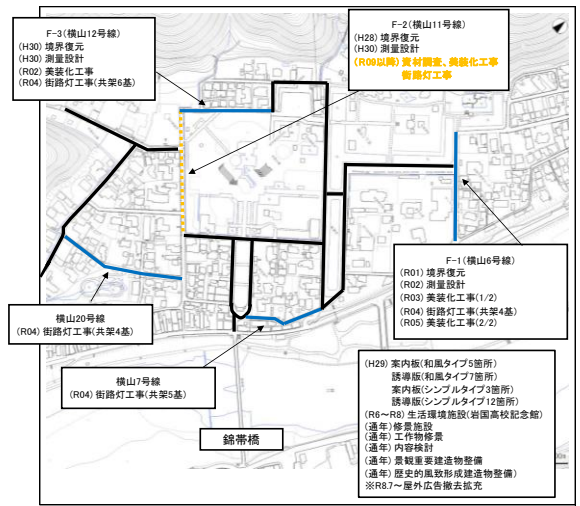 F-3(横山12号線)
(H30) 境界復元
(H30) 測量設計
(R02) 美装化工事
(R04) 街路灯工事(共架6基)
F-2(横山11号線)
(H28) 境界復元
(H30) 測量設計
(R09以降) 資材調査、美装化工事
街路灯工事
F-1(横山6号線)
(R01) 境界復元
(R02) 測量設計
(R03) 美装化工事(1/2)
(R04) 街路灯工事(共架4基)
(R05) 美装化工事(2/2)
横山20号線
(R04) 街路灯工事(共架4基)
横山7号線
(R04) 街路灯工事(共架5基)
錦帯橋
(H29) 案内板(和風タイプ5箇所)
誘導版(和風タイプ7箇所)
案内板(シンプルタイプ3箇所)
誘導版(シンプルタイプ12箇所)
(R6～R8) 生活環境施設(岩国高校記念館)
(通年) 修景施設
(通年) 工作物修景
(通年) 内容検討
(通年) 景観重要建造物整備
(通年) 歴史的風致形成建造物整備)
※R8.7～屋外広告撤去拡充